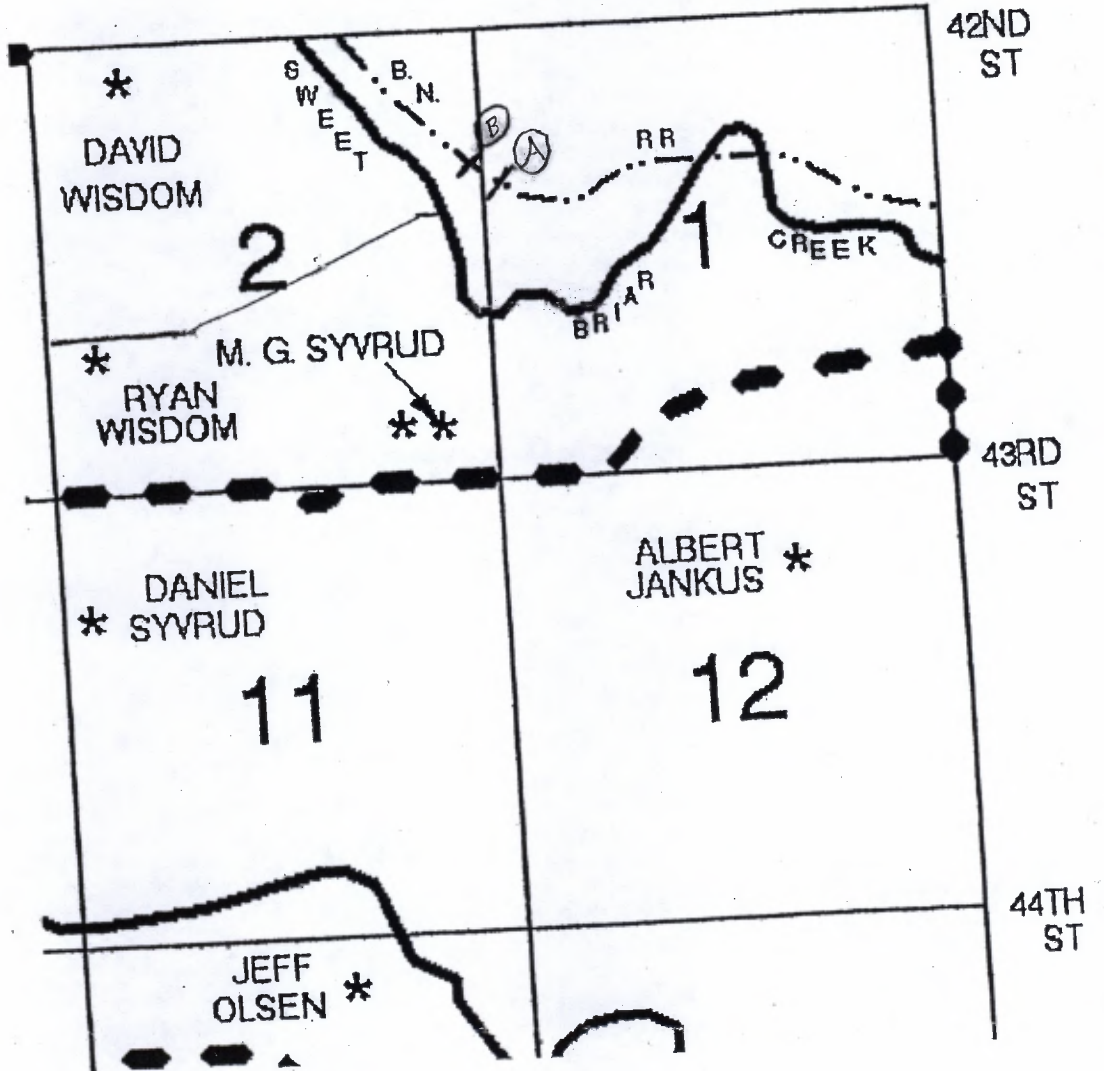 42ND
ST
B. N.
SWEET
DAVID
WISDOM
B
A
RR
2
1
CREEK
BRIAR
M. G. SYVRUD
RYAN
WISDOM
43RD
ST
ALBERT
JANKUS
DANIEL
SYVRUD
11
12
44TH
ST
JEFF
OLSEN